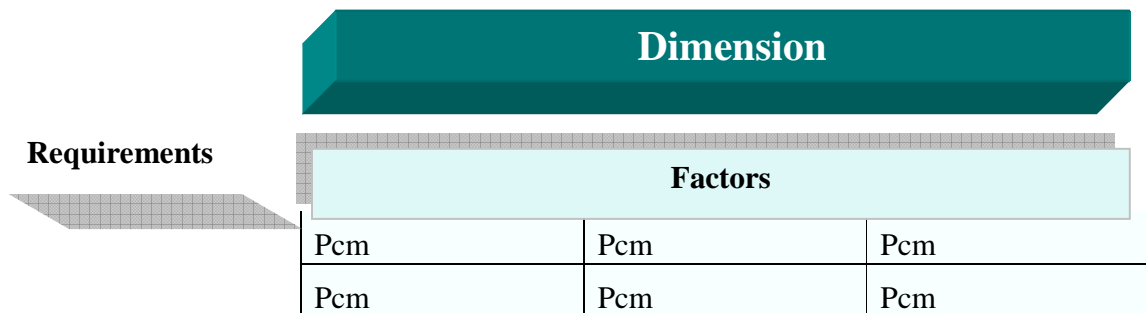 Dimension
Requirements
Factors
Pcm Pcm Pcm
Pcm Pcm Pcm